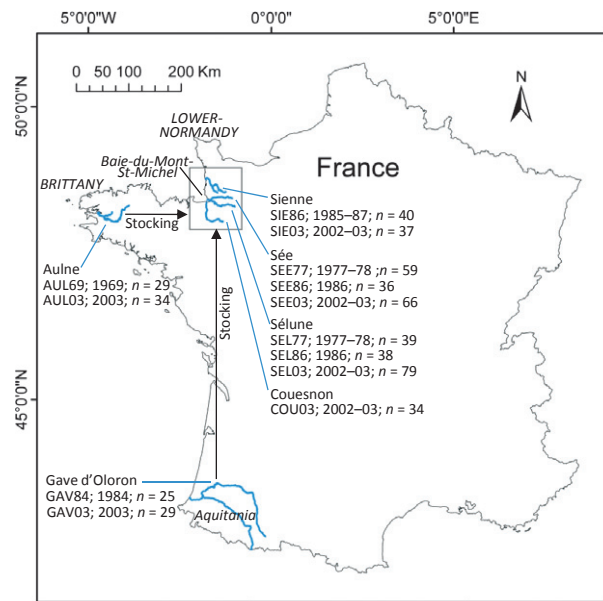 5°0'0"W
0°0'0"
5°0'0"E
50°0'0"N
45°0'0"N
0 50 100 200 Km
N
LOWER-
NORMANDY
Baie-du-Mont-
St-Michel
France
BRITTANY
Stocking
Sienne
SIE86; 1985–87; n = 40
SIE03; 2002–03; n = 37
Sée
SEE77; 1977–78; n = 59
SEE86; 1986; n = 36
SEE03; 2002–03; n = 66
Aulne
AUL69; 1969; n = 29
AUL03; 2003; n = 34
Stocking
Sélune
SEL77; 1977–78; n = 39
SEL86; 1986; n = 38
SEL03; 2002–03; n = 79
Couesnon
COU03; 2002–03; n = 34
Gave d'Oloron
GAV84; 1984; n = 25
GAV03; 2003; n = 29
Aquitania